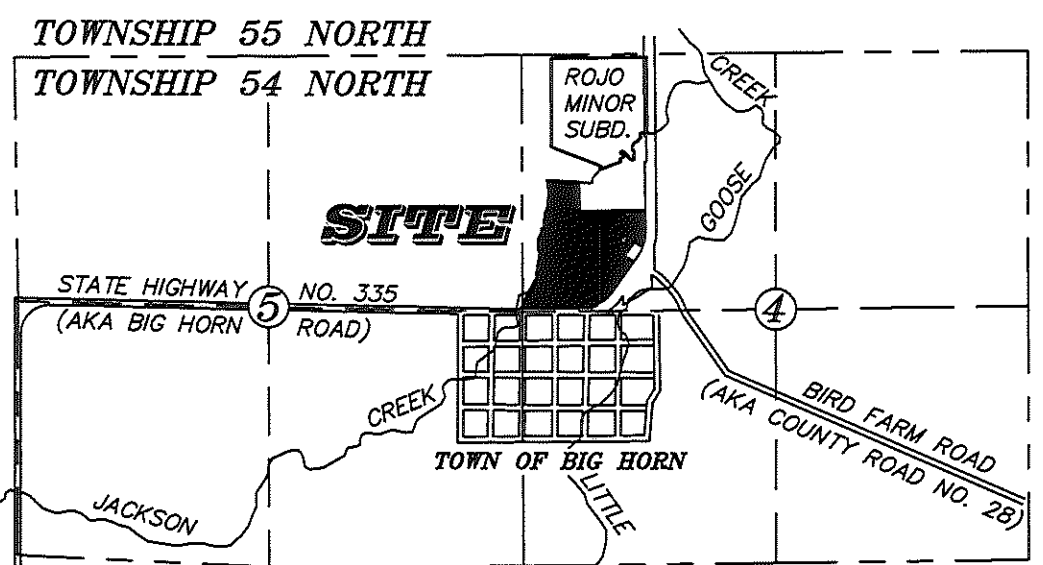 TOWNSHIP 55 NORTH
TOWNSHIP 54 NORTH
ROJO
MINOR
SUBD.
CREEK
GOOSE
SITE
STATE HIGHWAY NO. 335
(AKA BIG HORN ROAD)
5
4
CREEK
BIRD FARM ROAD
(AKA COUNTY ROAD NO. 28)
TOWN OF BIG HORN
LITTLE
JACKSON